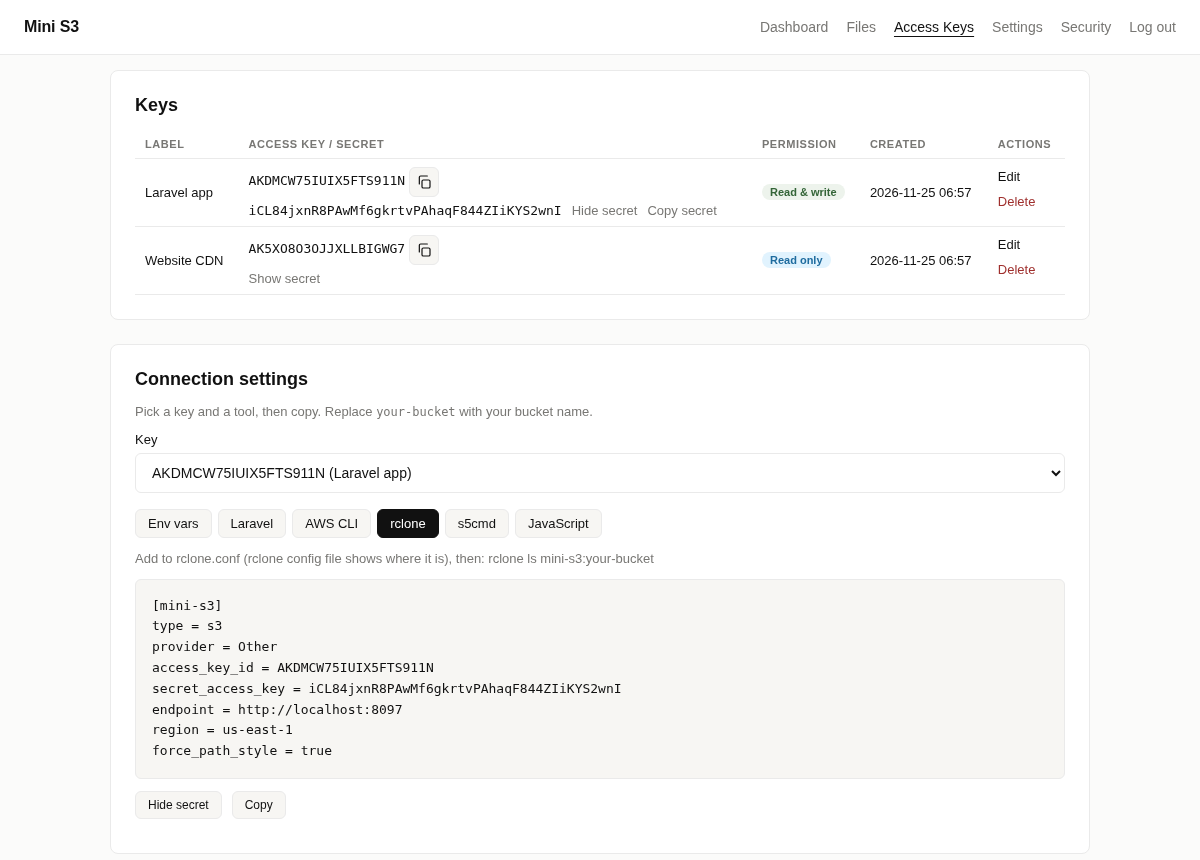 Mini S3
Dashboard Files Access Keys Settings Security Log out
Keys
LABEL ACCESS KEY / SECRET PERMISSION CREATED ACTIONS
Laravel app AKDMCW75IUIX5FTS911N Read & write 2026-11-25 06:57 Edit
iCL84jxnR8PAwMf6gkrtvPAhaqF844ZIiKYS2wnI Hide secret Copy secret Delete
Website CDN AK5XO8O3OJJXLLBIGWG7 Read only 2026-11-25 06:57 Edit
Show secret Delete
Connection settings
Pick a key and a tool, then copy. Replace your-bucket with your bucket name.
Key
AKDMCW75IUIX5FTS911N (Laravel app)
Env vars Laravel AWS CLI rclone s5cmd JavaScript
Add to rclone.conf (rclone config file shows where it is), then: rclone ls mini-s3:your-bucket
[mini-s3]
type = s3
provider = Other
access_key_id = AKDMCW75IUIX5FTS911N
secret_access_key = iCL84jxnR8PAwMf6gkrtvPAhaqF844ZIiKYS2wnI
endpoint = http://localhost:8097
region = us-east-1
force_path_style = true
Hide secret Copy